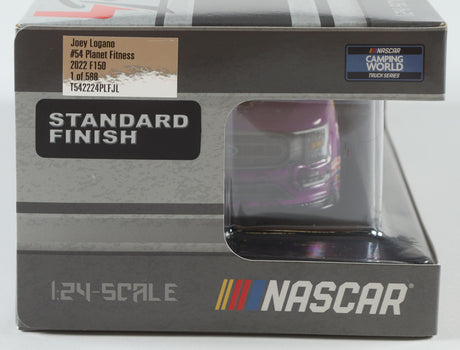 Joey Logano
#54 Planet Fitness
2022 F150
1 of 588
T542224PLFJL
NASCAR
CAMPING
WORLD
TRUCK SERIES
STANDARD
FINISH
1:24-SCALE
NASCAR